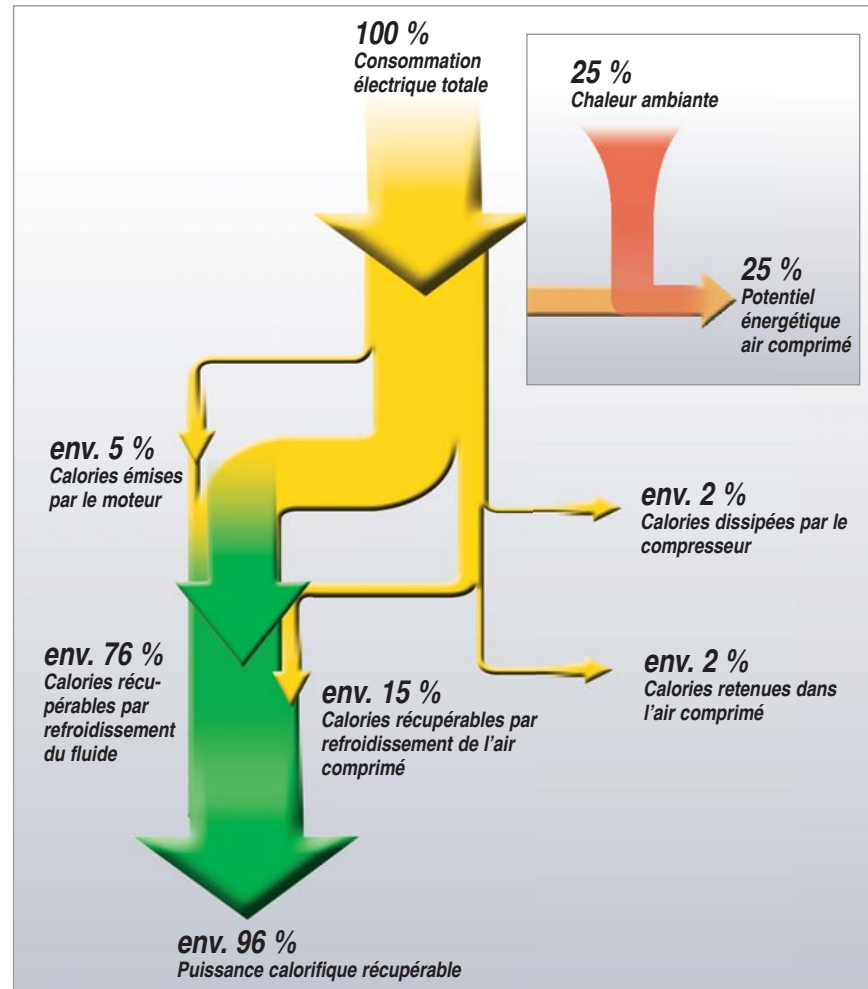 100 %
Consommation
électrique totale
25 %
Chaleur ambiante
25 %
Potentiel
énergétique
air comprimé
env. 5 %
Calories émises
par le moteur
env. 2 %
Calories dissipées par le
compresseur
env. 76 %
Calories récu-
pérables par
refroidissement
du fluide
env. 15 %
Calories récupérables par
refroidissement de l’air
comprimé
env. 2 %
Calories retenues dans
l’air comprimé
env. 96 %
Puissance calorifique récupérable